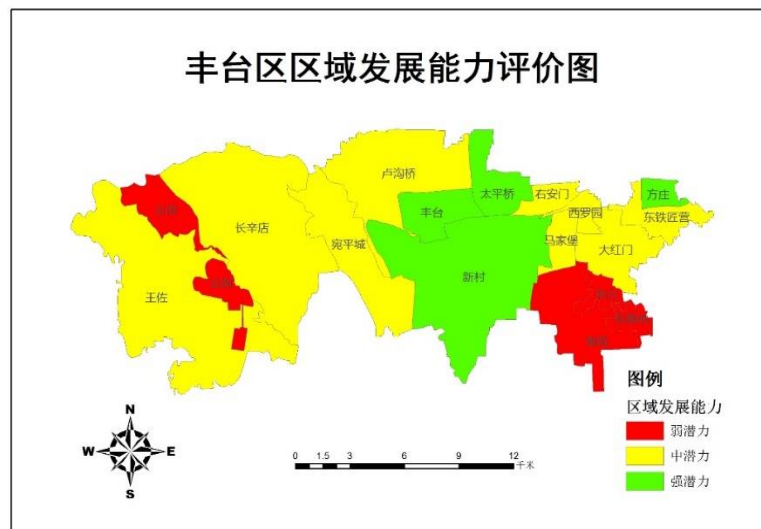 丰台区区域发展能力评价图
卢沟桥
太平桥
右安门
方庄
丰台
西罗园
东铁匠营
长辛店
宛平城
马家堡
大红门
新村
王佐
图例
区域发展能力
弱潜力
中潜力
强潜力
N
W
E
S
0 1.5 3 6 9 12
千米